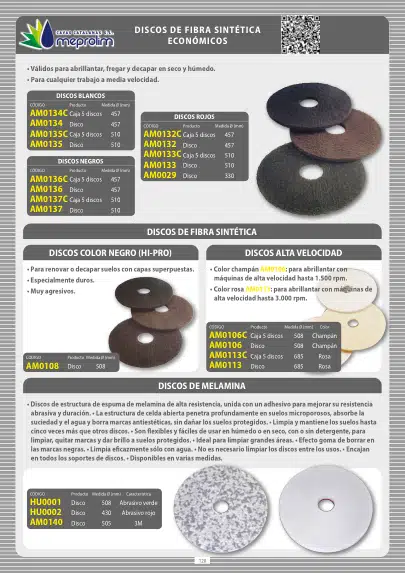 CAPAS CATALANAS S.L.
meprolim
DISCOS DE FIBRA SINTÉTICA
ECONÓMICOS
• Válidos para abrillantar, fregar y decapar en seco y húmedo.
• Para cualquier trabajo a media velocidad.
DISCOS BLANCOS
CÓDIGO Producto Medida Ø (mm)
AM0134C Caja 5 discos 457
AM0134 Disco 457
AM0135C Caja 5 discos 510
AM0135 Disco 510
DISCOS NEGROS
CÓDIGO Producto Medida Ø (mm)
AM0136C Caja 5 discos 457
AM0136 Disco 457
AM0137C Caja 5 discos 510
AM0137 Disco 510
DISCOS ROJOS
CÓDIGO Producto Medida Ø (mm)
AM0132C Caja 5 discos 457
AM0132 Disco 457
AM0133C Caja 5 discos 510
AM0133 Disco 510
AM0029 Disco 330
DISCOS DE FIBRA SINTÉTICA
DISCOS COLOR NEGRO (HI-PRO)
• Para renovar o decapar suelos con capas superpuestas.
• Especialmente duros.
• Muy agresivos.
CÓDIGO Producto Medida Ø (mm)
AM0108 Disco 508
DISCOS ALTA VELOCIDAD
• Color champán AM0106: para abrillantar con
máquinas de alta velocidad hasta 1.500 rpm.
• Color rosa AM0113: para abrillantar con máquinas de
alta velocidad hasta 3.000 rpm.
CÓDIGO Producto Medida Ø (mm) Color
AM0106C Caja 5 discos 508 Champán
AM0106 Disco 508 Champán
AM0113C Caja 5 discos 685 Rosa
AM0113 Disco 685 Rosa
DISCOS DE MELAMINA
• Discos de estructura de espuma de melamina de alta resistencia, unida con un adhesivo para mejorar su resistencia
abrasiva y duración. • La estructura de celda abierta penetra profundamente en suelos microporosos, absorbe la
suciedad y el agua y borra marcas antiestéticas, sin dañar los suelos protegidos. • Limpia y mantiene los suelos hasta
cinco veces más que otros discos. • Son flexibles y fáciles de usar en húmedo o en seco, con o sin detergente, para
limpiar, quitar marcas y dar brillo a suelos protegidos. • Ideal para limpiar grandes áreas. • Efecto goma de borrar en
las marcas negras. • Limpia eficazmente sólo con agua. • No es necesario limpiar los discos entre los usos. • Encajan
en todos los soportes de discos. • Disponibles en varias medidas.
CÓDIGO Producto Medida Ø (mm) Característica
HU0001 Disco 508 Abrasivo verde
HU0002 Disco 430 Abrasivo rojo
AM0140 Disco 505 3M
128